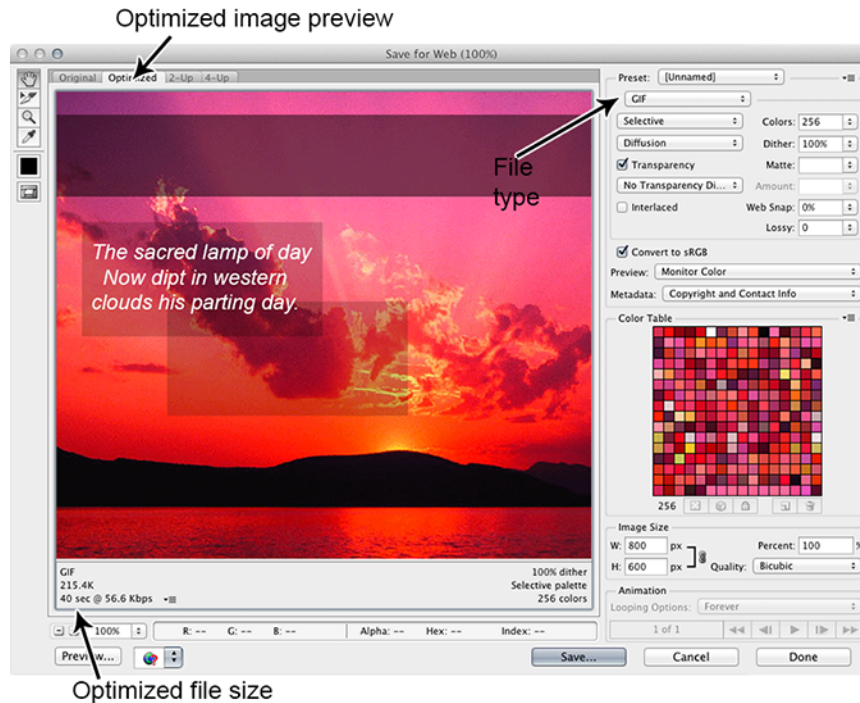 Optimized image preview
Save for Web (100%)
Original Optimized 2-Up 4-Up
Preset: [Unnamed]
GIF
Selective Colors: 256
Diffusion Dither: 100%
File
type
Transparency Matte:
No Transparency Di... Amount:
Interlaced Web Snap: 0%
Lossy: 0
The sacred lamp of day
Now dipt in western
clouds his parting day.
Convert to sRGB
Preview: Monitor Color
Metadata: Copyright and Contact Info
Color Table
256
Image Size
W: 800 px Percent: 100 %
H: 600 px Quality: Bicubic
GIF 100% dither
215.4K Selective palette
40 sec @ 56.6 Kbps 256 colors
Animation
Looping Options: Forever
1 of 1
100% R: -- G: -- B: -- Alpha: -- Hex: -- Index: --
Preview... Save... Cancel Done
Optimized file size